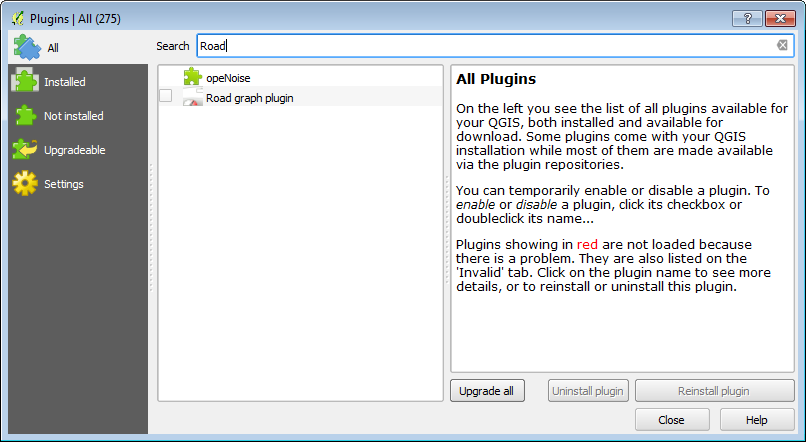 Plugins | All (275)
All
Installed
Not installed
Upgradeable
Settings
Search
Road
opeNoise
Road graph plugin
All Plugins
On the left you see the list of all plugins available for
your QGIS, both installed and available for
download. Some plugins come with your QGIS
installation while most of them are made available
via the plugin repositories.
You can temporarily enable or disable a plugin. To
enable or disable a plugin, click its checkbox or
doubleclick its name...
Plugins showing in red are not loaded because
there is a problem. They are also listed on the
'Invalid' tab. Click on the plugin name to see more
details, or to reinstall or uninstall this plugin.
Upgrade all
Uninstall plugin
Reinstall plugin
Close
Help